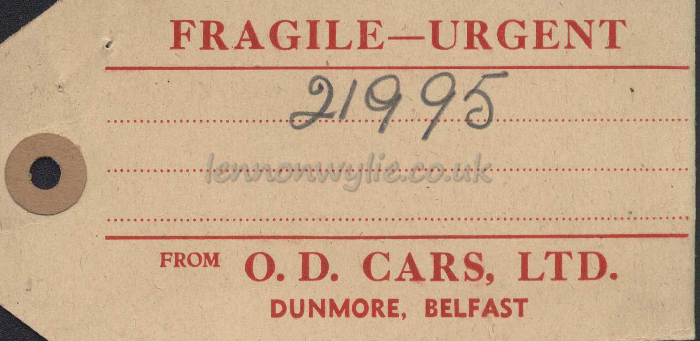 FRAGILE—URGENT
21995
lennonwylie.co.uk
FROM O. D. CARS, LTD.
DUNMORE, BELFAST